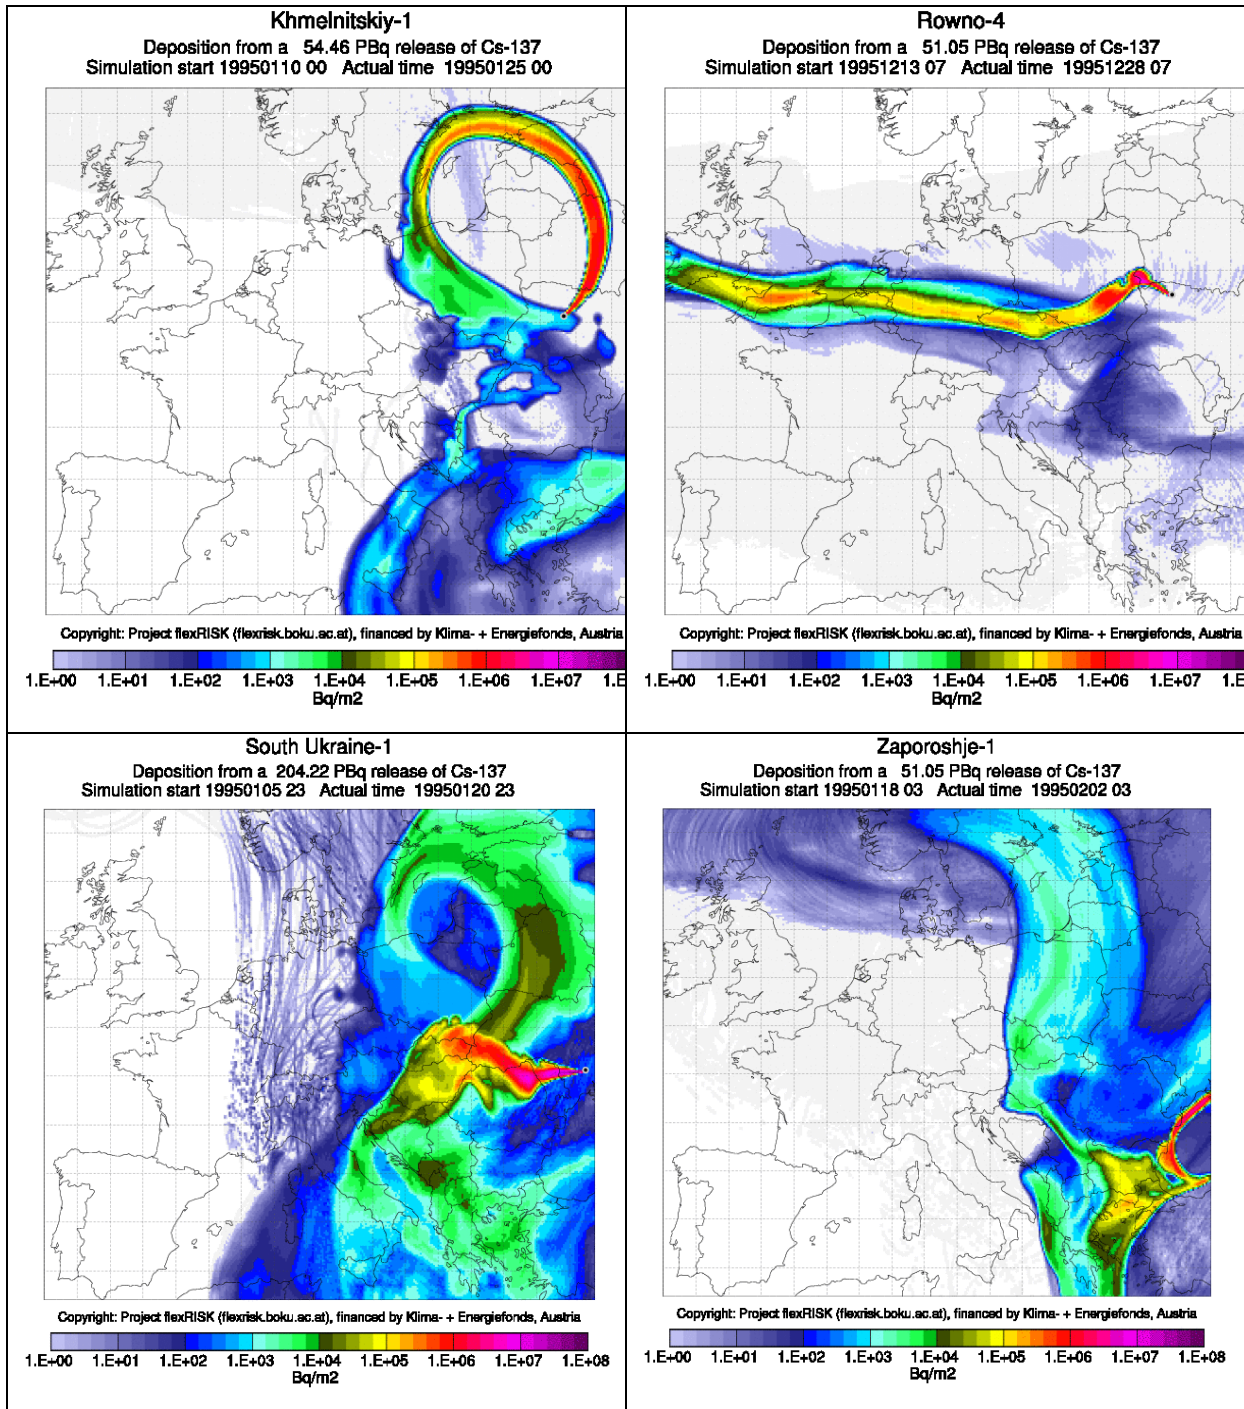 Khmelnitskiy-1
Deposition from a 54.46 PBq release of Cs-137
Simulation start 19950110 00 Actual time 19950125 00
Copyright: Project flexRISK (flexrisk.boku.ac.at), financed by Klima- + Energiefonds, Austria
1.E+00 1.E+01 1.E+02 1.E+03 1.E+04 1.E+05 1.E+06 1.E+07 1.E
Bq/m2
Rowno-4
Deposition from a 51.05 PBq release of Cs-137
Simulation start 19951213 07 Actual time 19951228 07
Copyright: Project flexRISK (flexrisk.boku.ac.at), financed by Klima- + Energiefonds, Austria
1.E+00 1.E+01 1.E+02 1.E+03 1.E+04 1.E+05 1.E+06 1.E+07 1.E
Bq/m2
South Ukraine-1
Deposition from a 204.22 PBq release of Cs-137
Simulation start 19950105 23 Actual time 19950120 23
Copyright: Project flexRISK (flexrisk.boku.ac.at), financed by Klima- + Energiefonds, Austria
1.E+00 1.E+01 1.E+02 1.E+03 1.E+04 1.E+05 1.E+06 1.E+07 1.E+08
Bq/m2
Zaporoshje-1
Deposition from a 51.05 PBq release of Cs-137
Simulation start 19950118 03 Actual time 19950202 03
Copyright: Project flexRISK (flexrisk.boku.ac.at), financed by Klima- + Energiefonds, Austria
1.E+00 1.E+01 1.E+02 1.E+03 1.E+04 1.E+05 1.E+06 1.E+07 1.E+08
Bq/m2